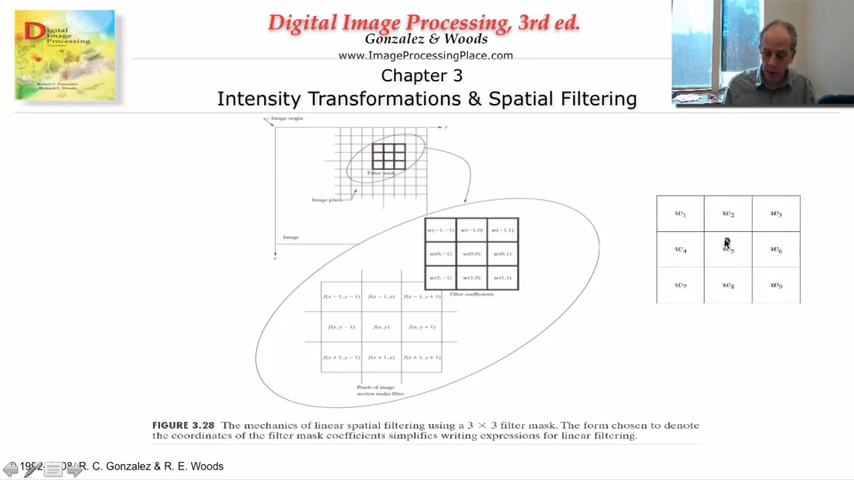 Digital Image Processing, 3rd ed.
Gonzalez & Woods
www.ImageProcessingPlace.com
Chapter 3
Intensity Transformations & Spatial Filtering
Digital
Image
Processing
Image origin
y
Filter mask
Image pixels
Image
x
w(−1, −1) w(−1, 0) w(−1, 1)
w(0, −1) w(0, 0) w(0, 1)
w(1, −1) w(1, 0) w(1, 1)
Filter coefficients
f(x − 1, y − 1) f(x − 1, y) f(x − 1, y + 1)
f(x, y − 1) f(x, y) f(x, y + 1)
f(x + 1, y − 1) f(x + 1, y) f(x + 1, y + 1)
Pixels of image
section under filter
w1 w2 w3
w4 w5 w6
w7 w8 w9
FIGURE 3.28 The mechanics of linear spatial filtering using a 3 × 3 filter mask. The form chosen to denote
the coordinates of the filter mask coefficients simplifies writing expressions for linear filtering.
R. C. Gonzalez & R. E. Woods